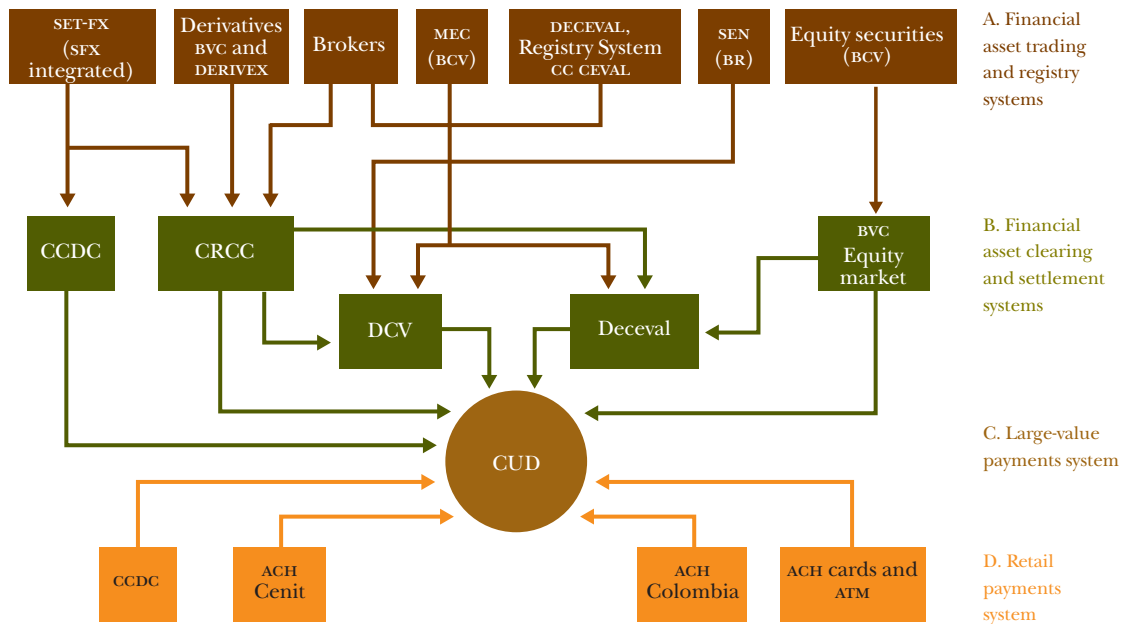 SET-FX
(SFX
integrated)
Derivatives
BVC and
DERIVEX
Brokers
MEC
(BCV)
DECEVAL,
Registry System
CC CEVAL
SEN
(BR)
Equity securities
(BCV)
A. Financial
asset trading
and registry
systems
CCDC
CRCC
BVC
Equity
market
B. Financial
asset clearing
and settlement
systems
DCV
Deceval
CUD
C. Large-value
payments system
CCDC
ACH
Cenit
ACH
Colombia
ACH cards and
ATM
D. Retail
payments
system